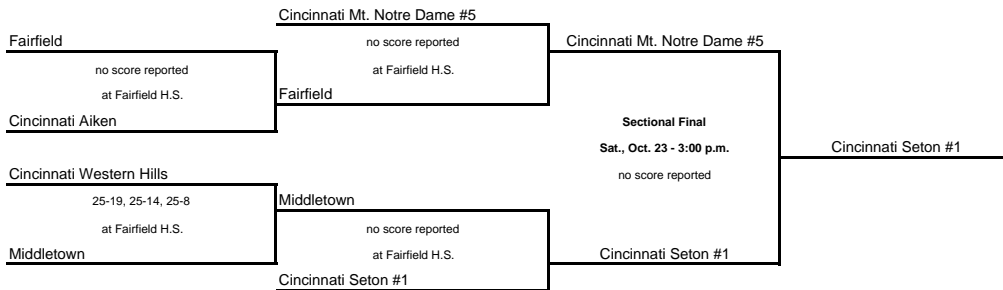 Cincinnati Mt. Notre Dame #5
Fairfield
no score reported
Cincinnati Mt. Notre Dame #5
no score reported
at Fairfield H.S.
at Fairfield H.S.
Fairfield
Cincinnati Aiken
Sectional Final
Sat., Oct. 23 - 3:00 p.m.
Cincinnati Seton #1
Cincinnati Western Hills
no score reported
25-19, 25-14, 25-8
Middletown
at Fairfield H.S.
no score reported
Middletown
at Fairfield H.S.
Cincinnati Seton #1
Cincinnati Seton #1